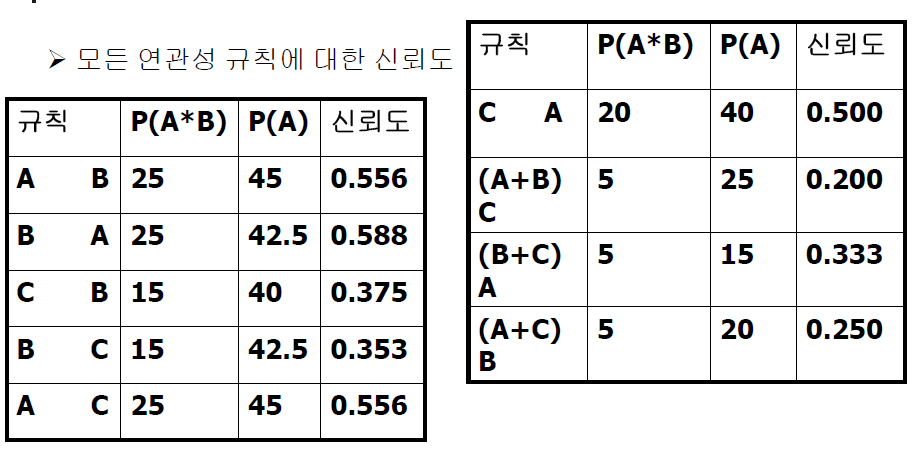 ➢ 모든 연관성 규칙에 대한 신뢰도
규칙 P(A*B) P(A) 신뢰도
A B 25 45 0.556
B A 25 42.5 0.588
C B 15 40 0.375
B C 15 42.5 0.353
A C 25 45 0.556
규칙 P(A*B) P(A) 신뢰도
C A 20 40 0.500
(A+B) 5 25 0.200
C
(B+C) 5 15 0.333
A
(A+C) 5 20 0.250
B